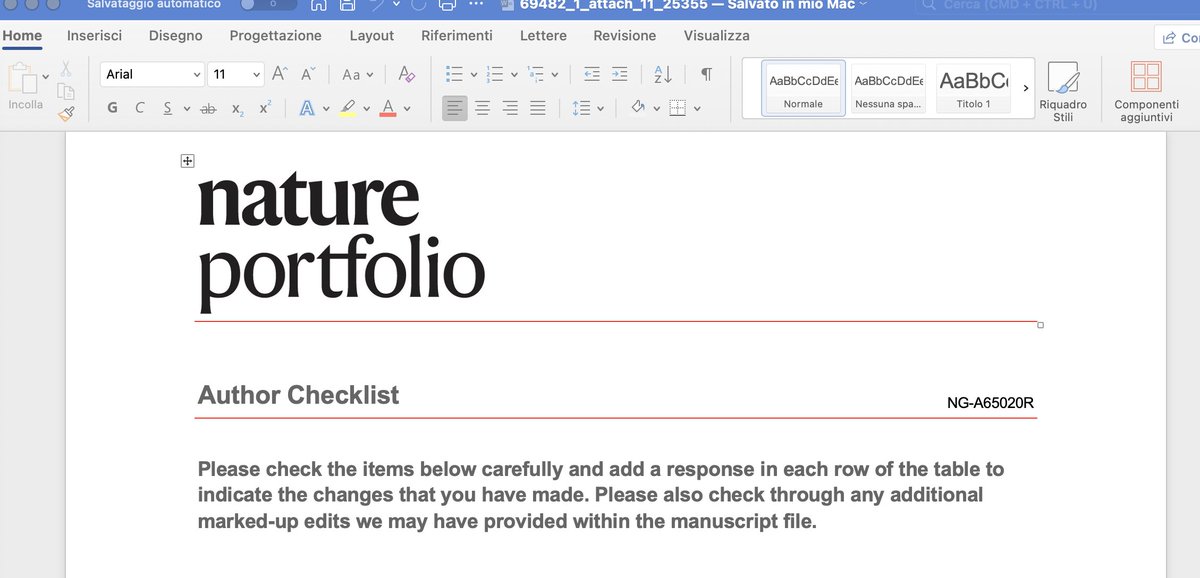 Salvataggio automatico 69482_1_attach_11_25355 — Salvato in mio Mac Cerca (CMD + CTRL + U)
Home Inserisci Disegno Progettazione Layout Riferimenti Lettere Revisione Visualizza
Incolla Arial 11 Aa
G C S ab x2 x2 A A
AaBbCcDdEe AaBbCcDdEe AaBbCc
Normale Nessuna spa... Titolo 1
Riquadro
Stili
Componenti
aggiuntivi
nature
portfolio
Author Checklist
NG-A65020R
Please check the items below carefully and add a response in each row of the table to
indicate the changes that you have made. Please also check through any additional
marked-up edits we may have provided within the manuscript file.